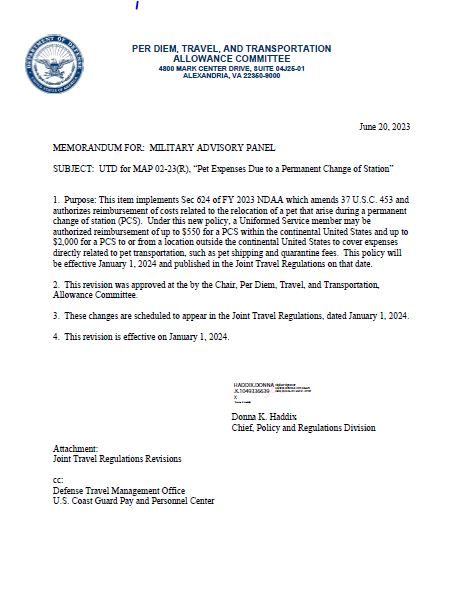 PER DIEM, TRAVEL, AND TRANSPORTATION
ALLOWANCE COMMITTEE
4800 MARK CENTER DRIVE, SUITE 04J25-01
ALEXANDRIA, VA 22350-9000
June 20, 2023
MEMORANDUM FOR: MILITARY ADVISORY PANEL
SUBJECT: UTD for MAP 02-23(R), “Pet Expenses Due to a Permanent Change of Station”
1. Purpose: This item implements Sec 624 of FY 2023 NDAA which amends 37 U.S.C. 453 and
authorizes reimbursement of costs related to the relocation of a pet that arise during a permanent
change of station (PCS). Under this new policy, a Uniformed Service member may be
authorized reimbursement of up to $550 for a PCS within the continental United States and up to
$2,000 for a PCS to or from a location outside the continental United States to cover expenses
directly related to pet transportation, such as pet shipping and quarantine fees. This policy will
be effective January 1, 2024 and published in the Joint Travel Regulations on that date.
2. This revision was approved at the by the Chair, Per Diem, Travel, and Transportation,
Allowance Committee.
3. These changes are scheduled to appear in the Joint Travel Regulations, dated January 1, 2024.
4. This revision is effective on January 1, 2024.
HADDIX.DONNA
.K.1049336639
Donna K. Haddix
Chief, Policy and Regulations Division
Attachment:
Joint Travel Regulations Revisions
cc:
Defense Travel Management Office
U.S. Coast Guard Pay and Personnel Center